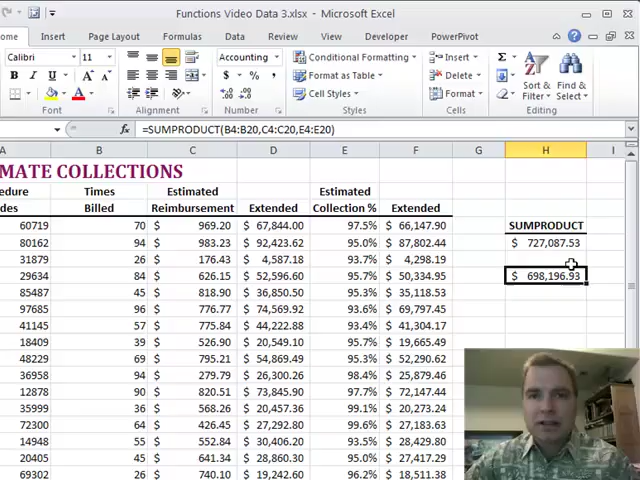 Functions Video Data 3.xlsx - Microsoft Excel
ome Insert Page Layout Formulas Data Review View Developer PowerPivot
Calibri 11 Accounting Conditional Formatting Insert Σ
B I U $ % , Format as Table Delete Sort & Find &
Cell Styles Format Filter Select
Font Alignment Number Styles Cells Editing
fx =SUMPRODUCT(B4:B20,C4:C20,E4:E20)
A B C D E F G H I
MATE COLLECTIONS
edure Times Estimated Estimated
des Billed Reimbursement Extended Collection % Extended
60719 70 $ 969.20 $ 67,844.00 97.5% $ 66,147.90 SUMPRODUCT
80162 94 $ 983.23 $ 92,423.62 95.0% $ 87,802.44 $ 727,087.53
31879 26 $ 176.43 $ 4,587.18 93.7% $ 4,298.19
29634 84 $ 626.15 $ 52,596.60 95.7% $ 50,334.95 $ 698,196.93
85487 45 $ 818.90 $ 36,850.50 95.3% $ 35,118.53
97685 96 $ 776.77 $ 74,569.92 93.6% $ 69,797.45
41145 57 $ 775.84 $ 44,222.88 93.4% $ 41,304.17
18409 39 $ 526.90 $ 20,549.10 95.7% $ 19,665.49
48229 69 $ 795.21 $ 54,869.49 95.3% $ 52,290.62
36958 94 $ 279.79 $ 26,300.26 98.4% $ 25,879.46
12878 90 $ 820.51 $ 73,845.90 97.7% $ 72,147.44
35999 36 $ 568.26 $ 20,457.36 99.1% $ 20,273.24
72300 64 $ 426.45 $ 27,292.80 99.6% $ 27,183.63
14948 55 $ 552.84 $ 30,406.20 93.5% $ 28,429.80
20405 45 $ 641.34 $ 28,860.30 95.0% $ 27,417.29
69302 26 $ 740.10 $ 19,242.60 96.2% $ 18,511.38